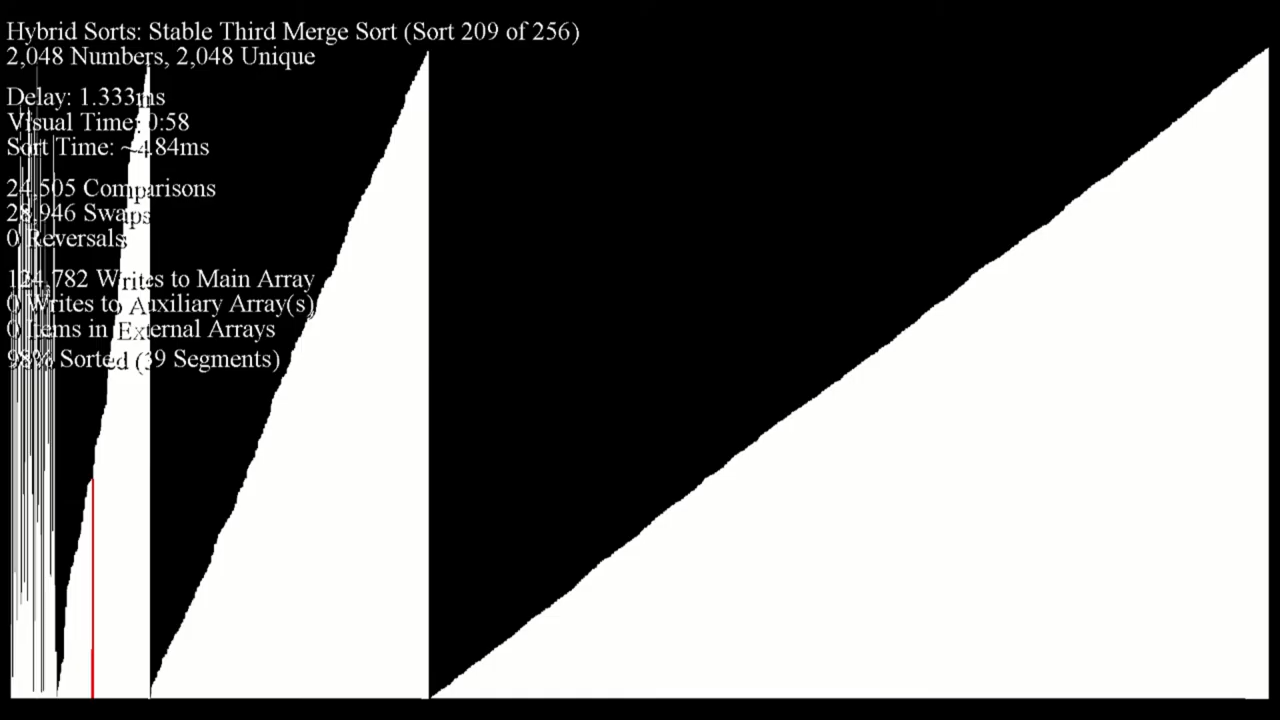 Hybrid Sorts: Stable Third Merge Sort (Sort 209 of 256)
2,048 Numbers, 2,048 Unique
Delay: 1.333ms
Visual Time: 0:58
Sort Time: ~4.84ms
24,505 Comparisons
28,946 Swaps
0 Reversals
124,782 Writes to Main Array
0 Writes to Auxiliary Array(s)
0 Items in External Arrays
98% Sorted (39 Segments)